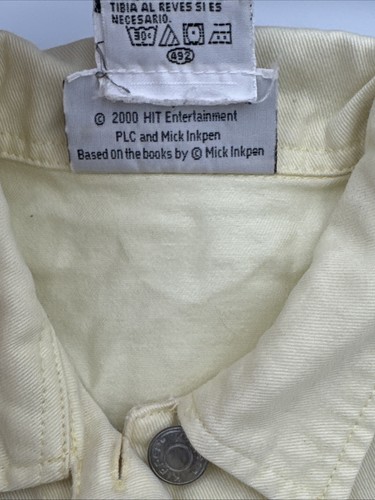 TIBIA AL REVES SI ES
NECESARIO.
30c
492
© 2000 HIT Entertainment
PLC and Mick Inkpen
Based on the books by © Mick Inkpen